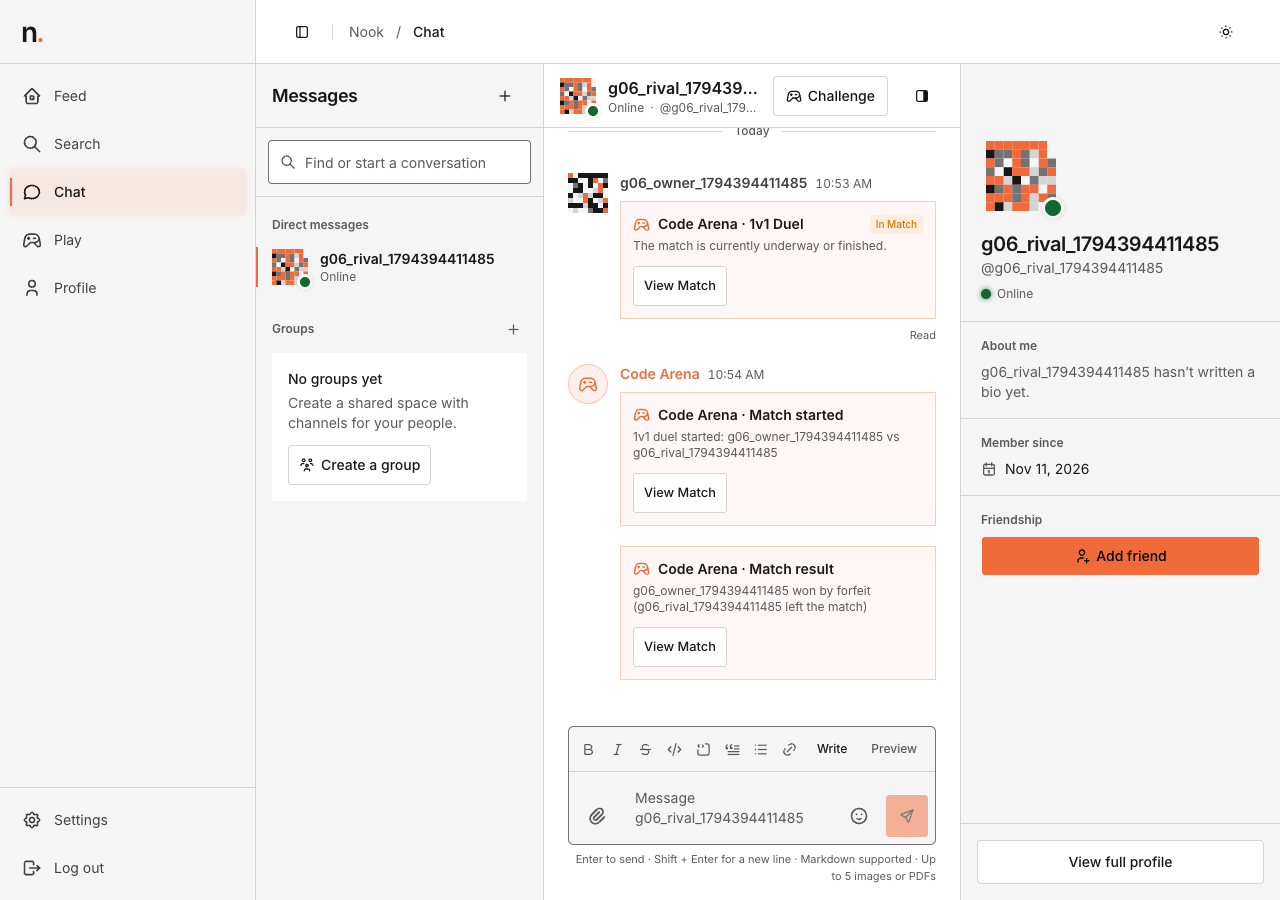 n.
Feed
Search
Chat
Play
Profile
Settings
Log out
Nook / Chat
Messages
Find or start a conversation
Direct messages
g06_rival_1794394411485
Online
Groups
No groups yet
Create a shared space with
channels for your people.
Create a group
g06_rival_179439...
Online · @g06_rival_179...
Challenge
Today
g06_owner_1794394411485 10:53 AM
Code Arena · 1v1 Duel In Match
The match is currently underway or finished.
View Match
Read
Code Arena 10:54 AM
Code Arena · Match started
1v1 duel started: g06_owner_1794394411485 vs
g06_rival_1794394411485
View Match
Code Arena · Match result
g06_owner_1794394411485 won by forfeit
(g06_rival_1794394411485 left the match)
View Match
Write Preview
Message
g06_rival_1794394411485
Enter to send · Shift + Enter for a new line · Markdown supported · Up
to 5 images or PDFs
g06_rival_1794394411485
@g06_rival_1794394411485
Online
About me
g06_rival_1794394411485 hasn't written a
bio yet.
Member since
Nov 11, 2026
Friendship
Add friend
View full profile